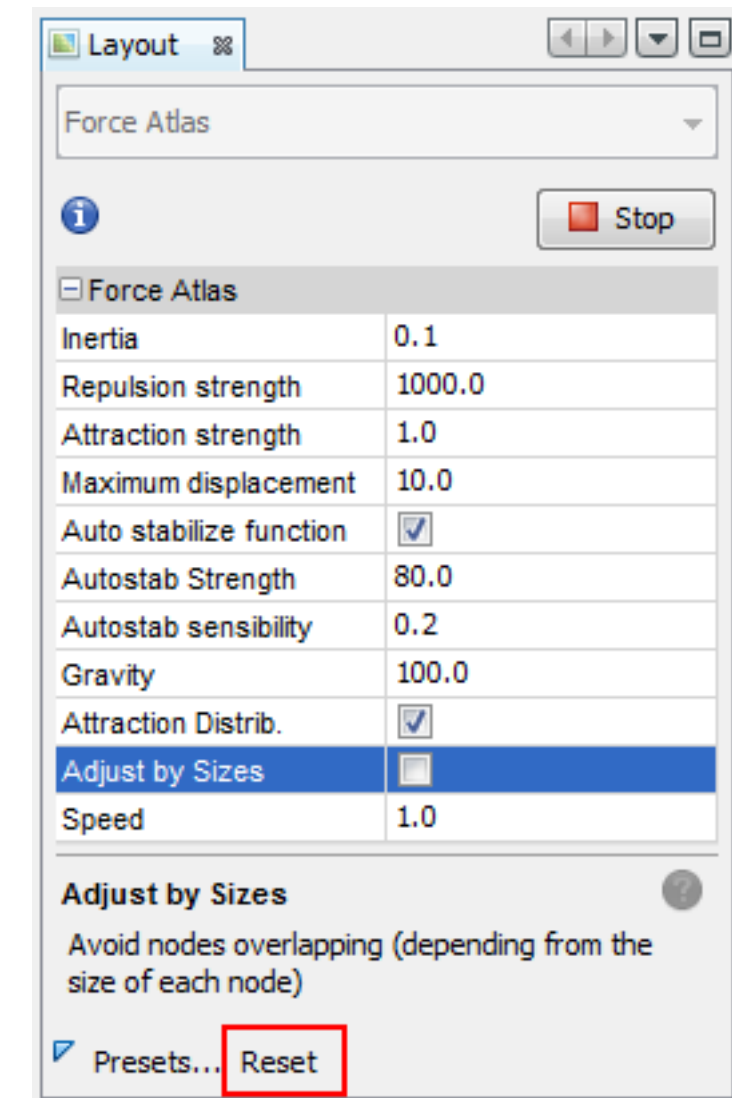 Layout
Force Atlas
Stop
Force Atlas
Inertia 0.1
Repulsion strength 1000.0
Attraction strength 1.0
Maximum displacement 10.0
Auto stabilize function
Autostab Strength 80.0
Autostab sensibility 0.2
Gravity 100.0
Attraction Distrib.
Adjust by Sizes
Speed 1.0
Adjust by Sizes
Avoid nodes overlapping (depending from the
size of each node)
Presets... Reset